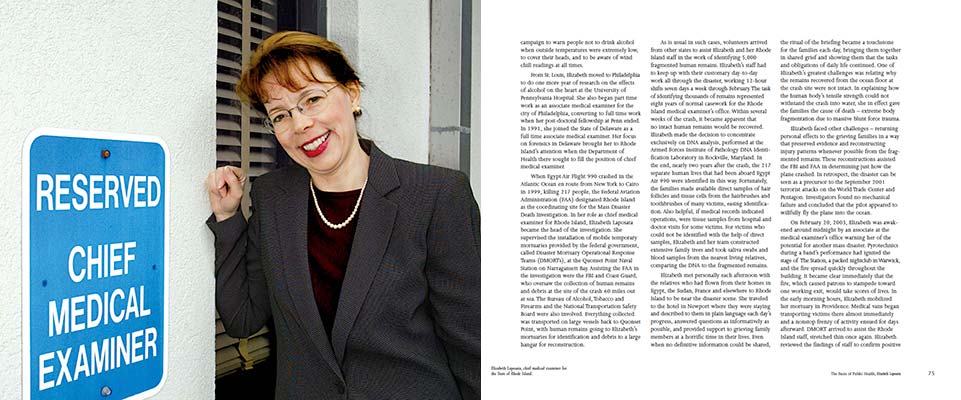 RESERVED
CHIEF
MEDICAL
EXAMINER
campaign to warn people not to drink alcohol
when outside temperatures were extremely low,
to cover their heads, and to be aware of wind
chill readings at all times.
From St. Louis, Elizabeth moved to Philadelphia
to do one more year of research on the effects
of alcohol on the heart at the University of
Pennsylvania Hospital. She also began part time
work as an associate medical examiner for the
city of Philadelphia, converting to full time work
when her post-doctoral fellowship at Penn ended.
In 1991, she joined the State of Delaware as a
full time associate medical examiner. Her focus
on forensics in Delaware brought her to Rhode
Island's attention when the Department of
Health there sought to fill the position of chief
medical examiner.
When Egypt Air Flight 990 crashed in the
Atlantic Ocean en route from New York to Cairo
in 1999, killing 217 people, the Federal Aviation
Administration (FAA) designated Rhode Island
as the coordinating site for the Mass Disaster
Death Investigation. In her role as chief medical
examiner for Rhode Island, Elizabeth Laposata
became the head of the investigation. She
supervised the installation of mobile temporary
mortuaries provided by the federal government,
called Disaster Mortuary Operational Response
Teams (DMORTs), at the Quonset Point Naval
Station on Narragansett Bay. Assisting the FAA in
the investigation were the FBI and Coast Guard,
who oversaw the collection of human remains
and debris at the site of the crash 60 miles out
at sea. The Bureau of Alcohol, Tobacco and
Firearms and the National Transportation Safety
Board were also involved. Everything collected
was transported on large vessels back to Quonset
Point, with human remains going to Elizabeth's
mortuaries for identification and debris to a large
hangar for reconstruction.
As is usual in such cases, volunteers arrived
from other states to assist Elizabeth and her Rhode
Island staff in the work of identifying 5,000
fragmented human remains. Elizabeth's staff had
to keep up with their customary day-to-day
work all through the disaster, working 12-hour
shifts seven days a week through February. The task
of identifying thousands of remains represented
eight years of normal casework for the Rhode
Island medical examiner's office. Within several
weeks of the crash, it became apparent that
no intact human remains would be recovered.
Elizabeth made the decision to concentrate
exclusively on DNA analysis, performed at the
Armed Forces Institute of Pathology DNA Identi-
fication Laboratory in Rockville, Maryland. In
the end, nearly two years after the crash, the 217
separate human lives that had been aboard Egypt
Air 990 were identified in this way. Fortunately,
the families made available direct samples of hair
follicles and tissue cells from the hairbrushes and
toothbrushes of many victims, easing identifica-
tion. Also helpful, if medical records indicated
operations, were tissue samples from hospital and
doctor visits for some victims. For victims who
could not be identified with the help of direct
samples, Elizabeth and her team constructed
extensive family trees and took saliva swabs and
blood samples from the nearest living relatives,
comparing the DNA to the fragmented remains.
Elizabeth met personally each afternoon with
the relatives who had flown from their homes in
Egypt, the Sudan, France and elsewhere to Rhode
Island to be near the disaster scene. She traveled
to the hotel in Newport where they were staying
and described to them in plain language each day's
progress, answered questions as informatively as
possible, and provided support to grieving family
members at a horrific time in their lives. Even
when no definitive information could be shared,
the ritual of the briefing became a touchstone
for the families each day, bringing them together
in shared grief and showing them that the tasks
and obligations of daily life continued. One of
Elizabeth's greatest challenges was relating why
the remains recovered from the ocean floor at
the crash site were not intact. In explaining how
the human body's tensile strength could not
withstand the crash into water, she in effect gave
the families the cause of death – extreme body
fragmentation due to massive blunt force trauma.
Elizabeth faced other challenges – returning
personal effects to the grieving families in a way
that preserved evidence and reconstructing
injury patterns whenever possible from the frag-
mented remains. These reconstructions assisted
the FBI and FAA in determining just how the
plane crashed. In retrospect, the disaster can be
seen as a precursor to the September 2001
terrorist attacks on the World Trade Center and
Pentagon. Investigators found no mechanical
failure and concluded that the pilot appeared to
willfully fly the plane into the ocean.
On February 20, 2003, Elizabeth was awak-
ened around midnight by an associate at the
medical examiner's office warning her of the
potential for another mass disaster. Pyrotechnics
during a band's performance had ignited the
stage of The Station, a packed nightclub in Warwick,
and the fire spread quickly throughout the
building. It became clear immediately that the
fire, which caused patrons to stampede toward
one working exit, would take scores of lives. In
the early morning hours, Elizabeth mobilized
her mortuary in Providence. Medical vans began
transporting victims there almost immediately
and a nonstop frenzy of activity ensued for days
afterward. DMORT arrived to assist the Rhode
Island staff, stretched thin once again. Elizabeth
reviewed the findings of staff to confirm positive
Elizabeth Laposata, chief medical examiner for
the State of Rhode Island.
The Faces of Public Health, Elizabeth Laposata 75